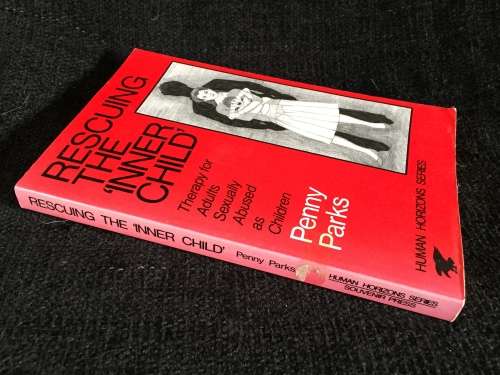 RESCUING
THE
'INNER
CHILD'
Therapy for
Adults
Sexually
Abused
as
Children
Penny
Parks
HUMAN HORIZONS SERIES
RESCUING THE 'INNER CHILD'
Penny Parks
HUMAN HORIZONS SERIES
SOUVENIR PRESS